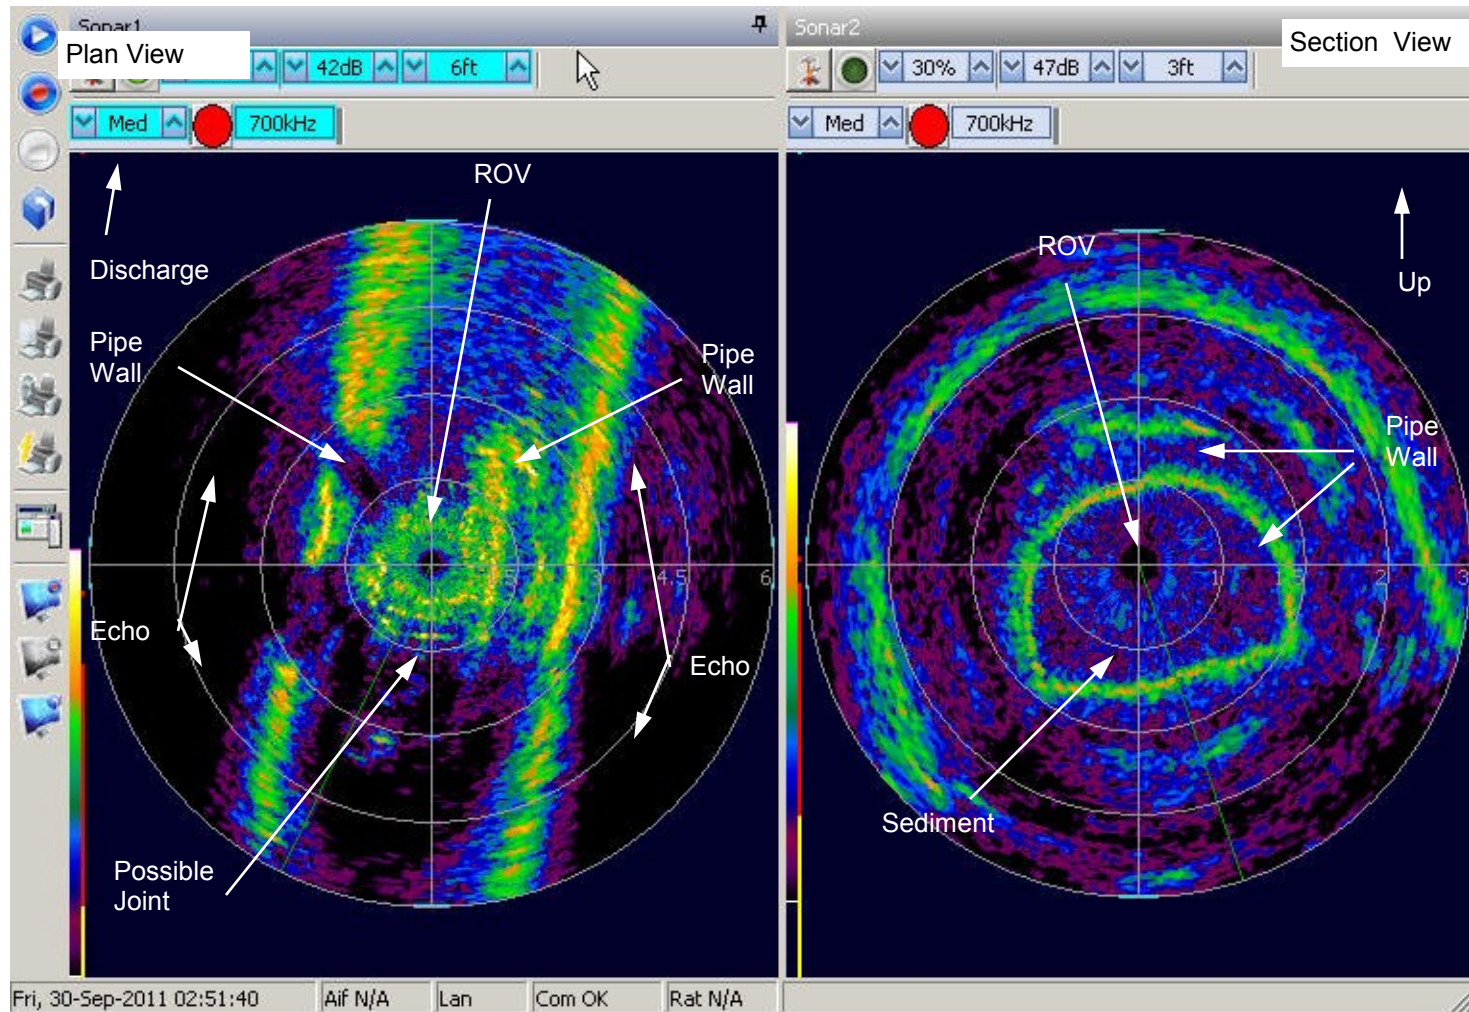 Sonar1
Plan View
42dB
6ft
Med
700kHz
ROV
Discharge
Pipe
Wall
Pipe
Wall
Echo
Echo
Possible
Joint
3
4.5
6
Sonar2
Section View
30%
47dB
3ft
Med
700kHz
ROV
Up
Pipe
Wall
1
1.5
2
3
Sediment
Fri, 30-Sep-2011 02:51:40
Aif N/A
Lan
Com OK
Rat N/A